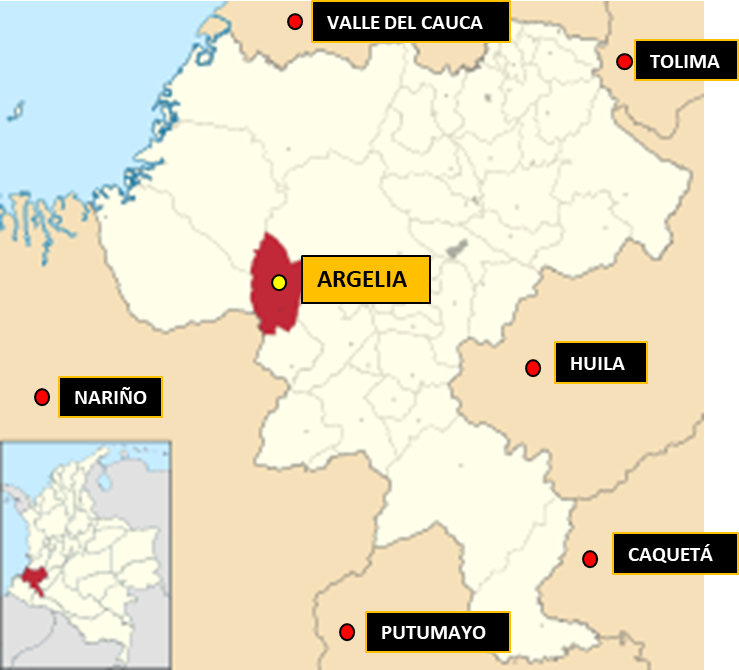 VALLE DEL CAUCA
TOLIMA
ARGELIA
HUILA
NARIÑO
CAQUETÁ
PUTUMAYO